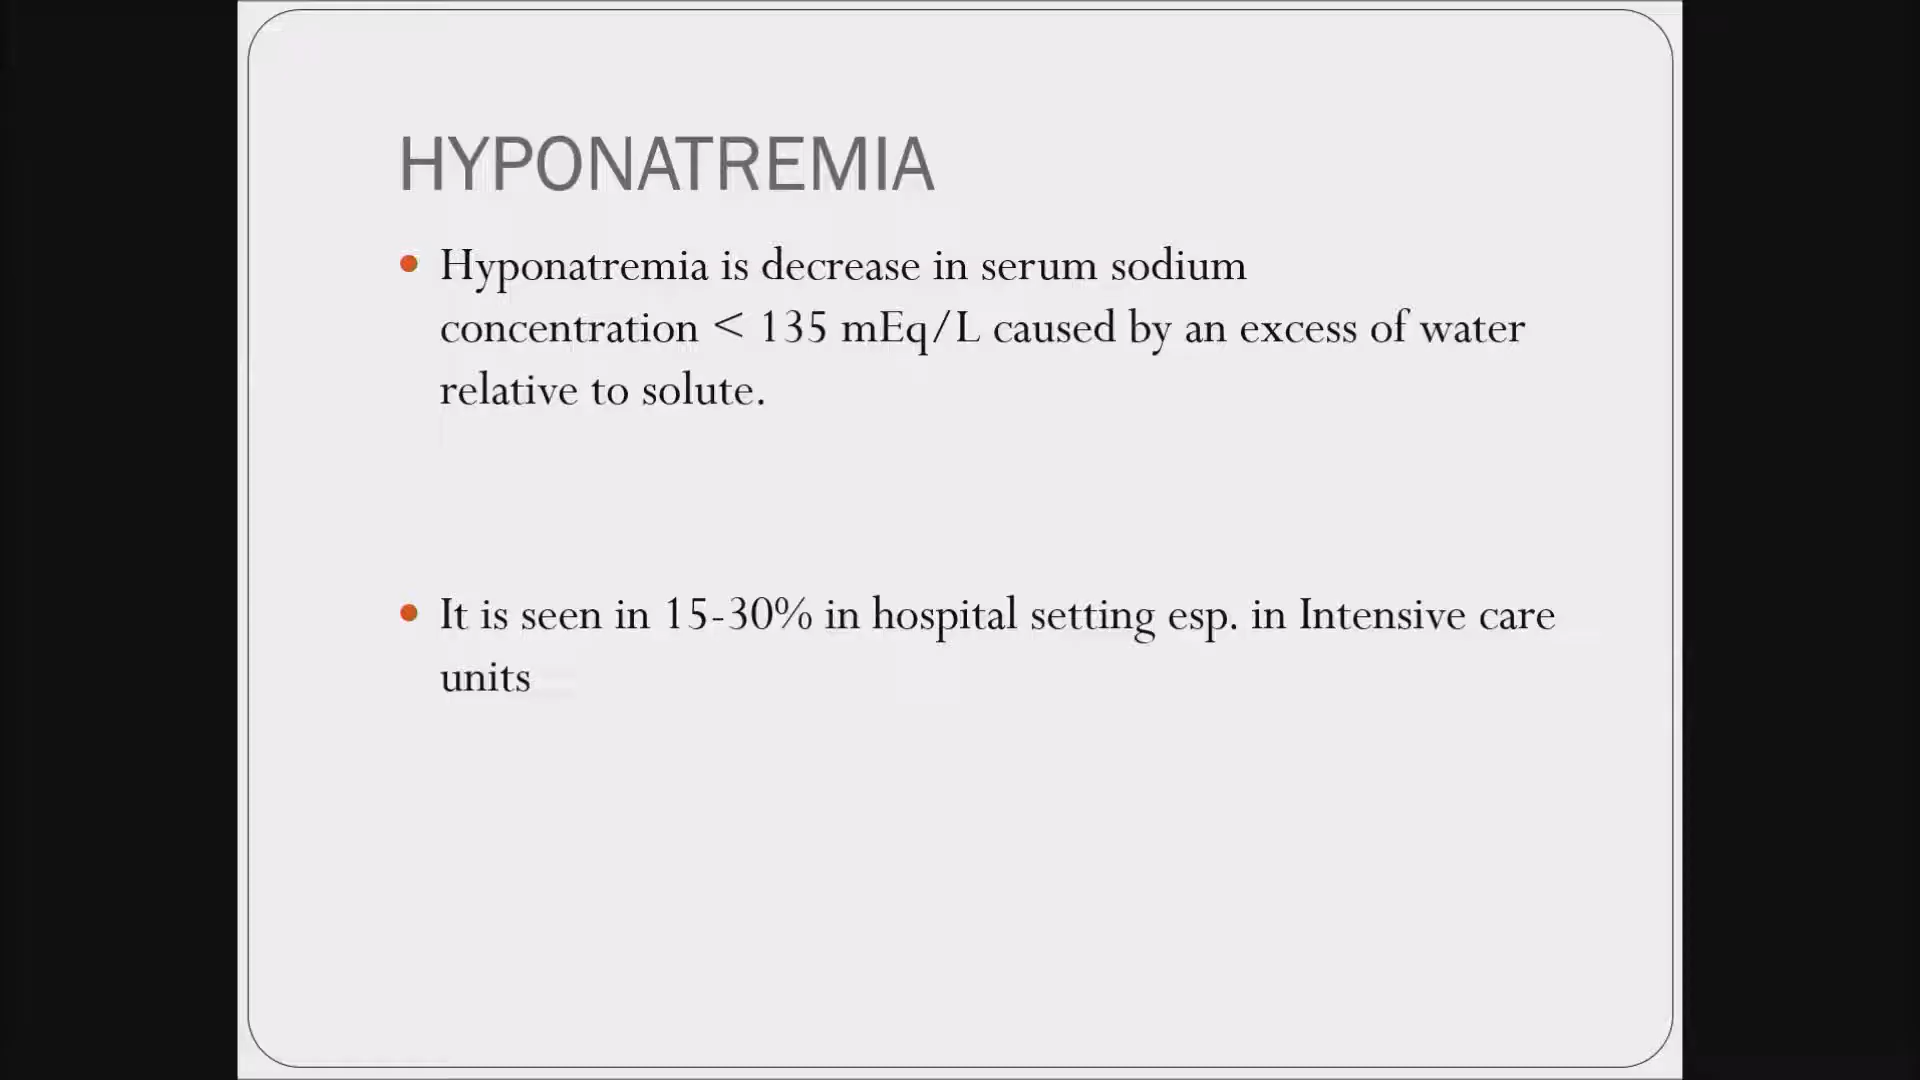 HYPONATREMIA
Hyponatremia is decrease in serum sodium
concentration < 135 mEq/L caused by an excess of water
relative to solute.
It is seen in 15-30% in hospital setting esp. in Intensive care
units